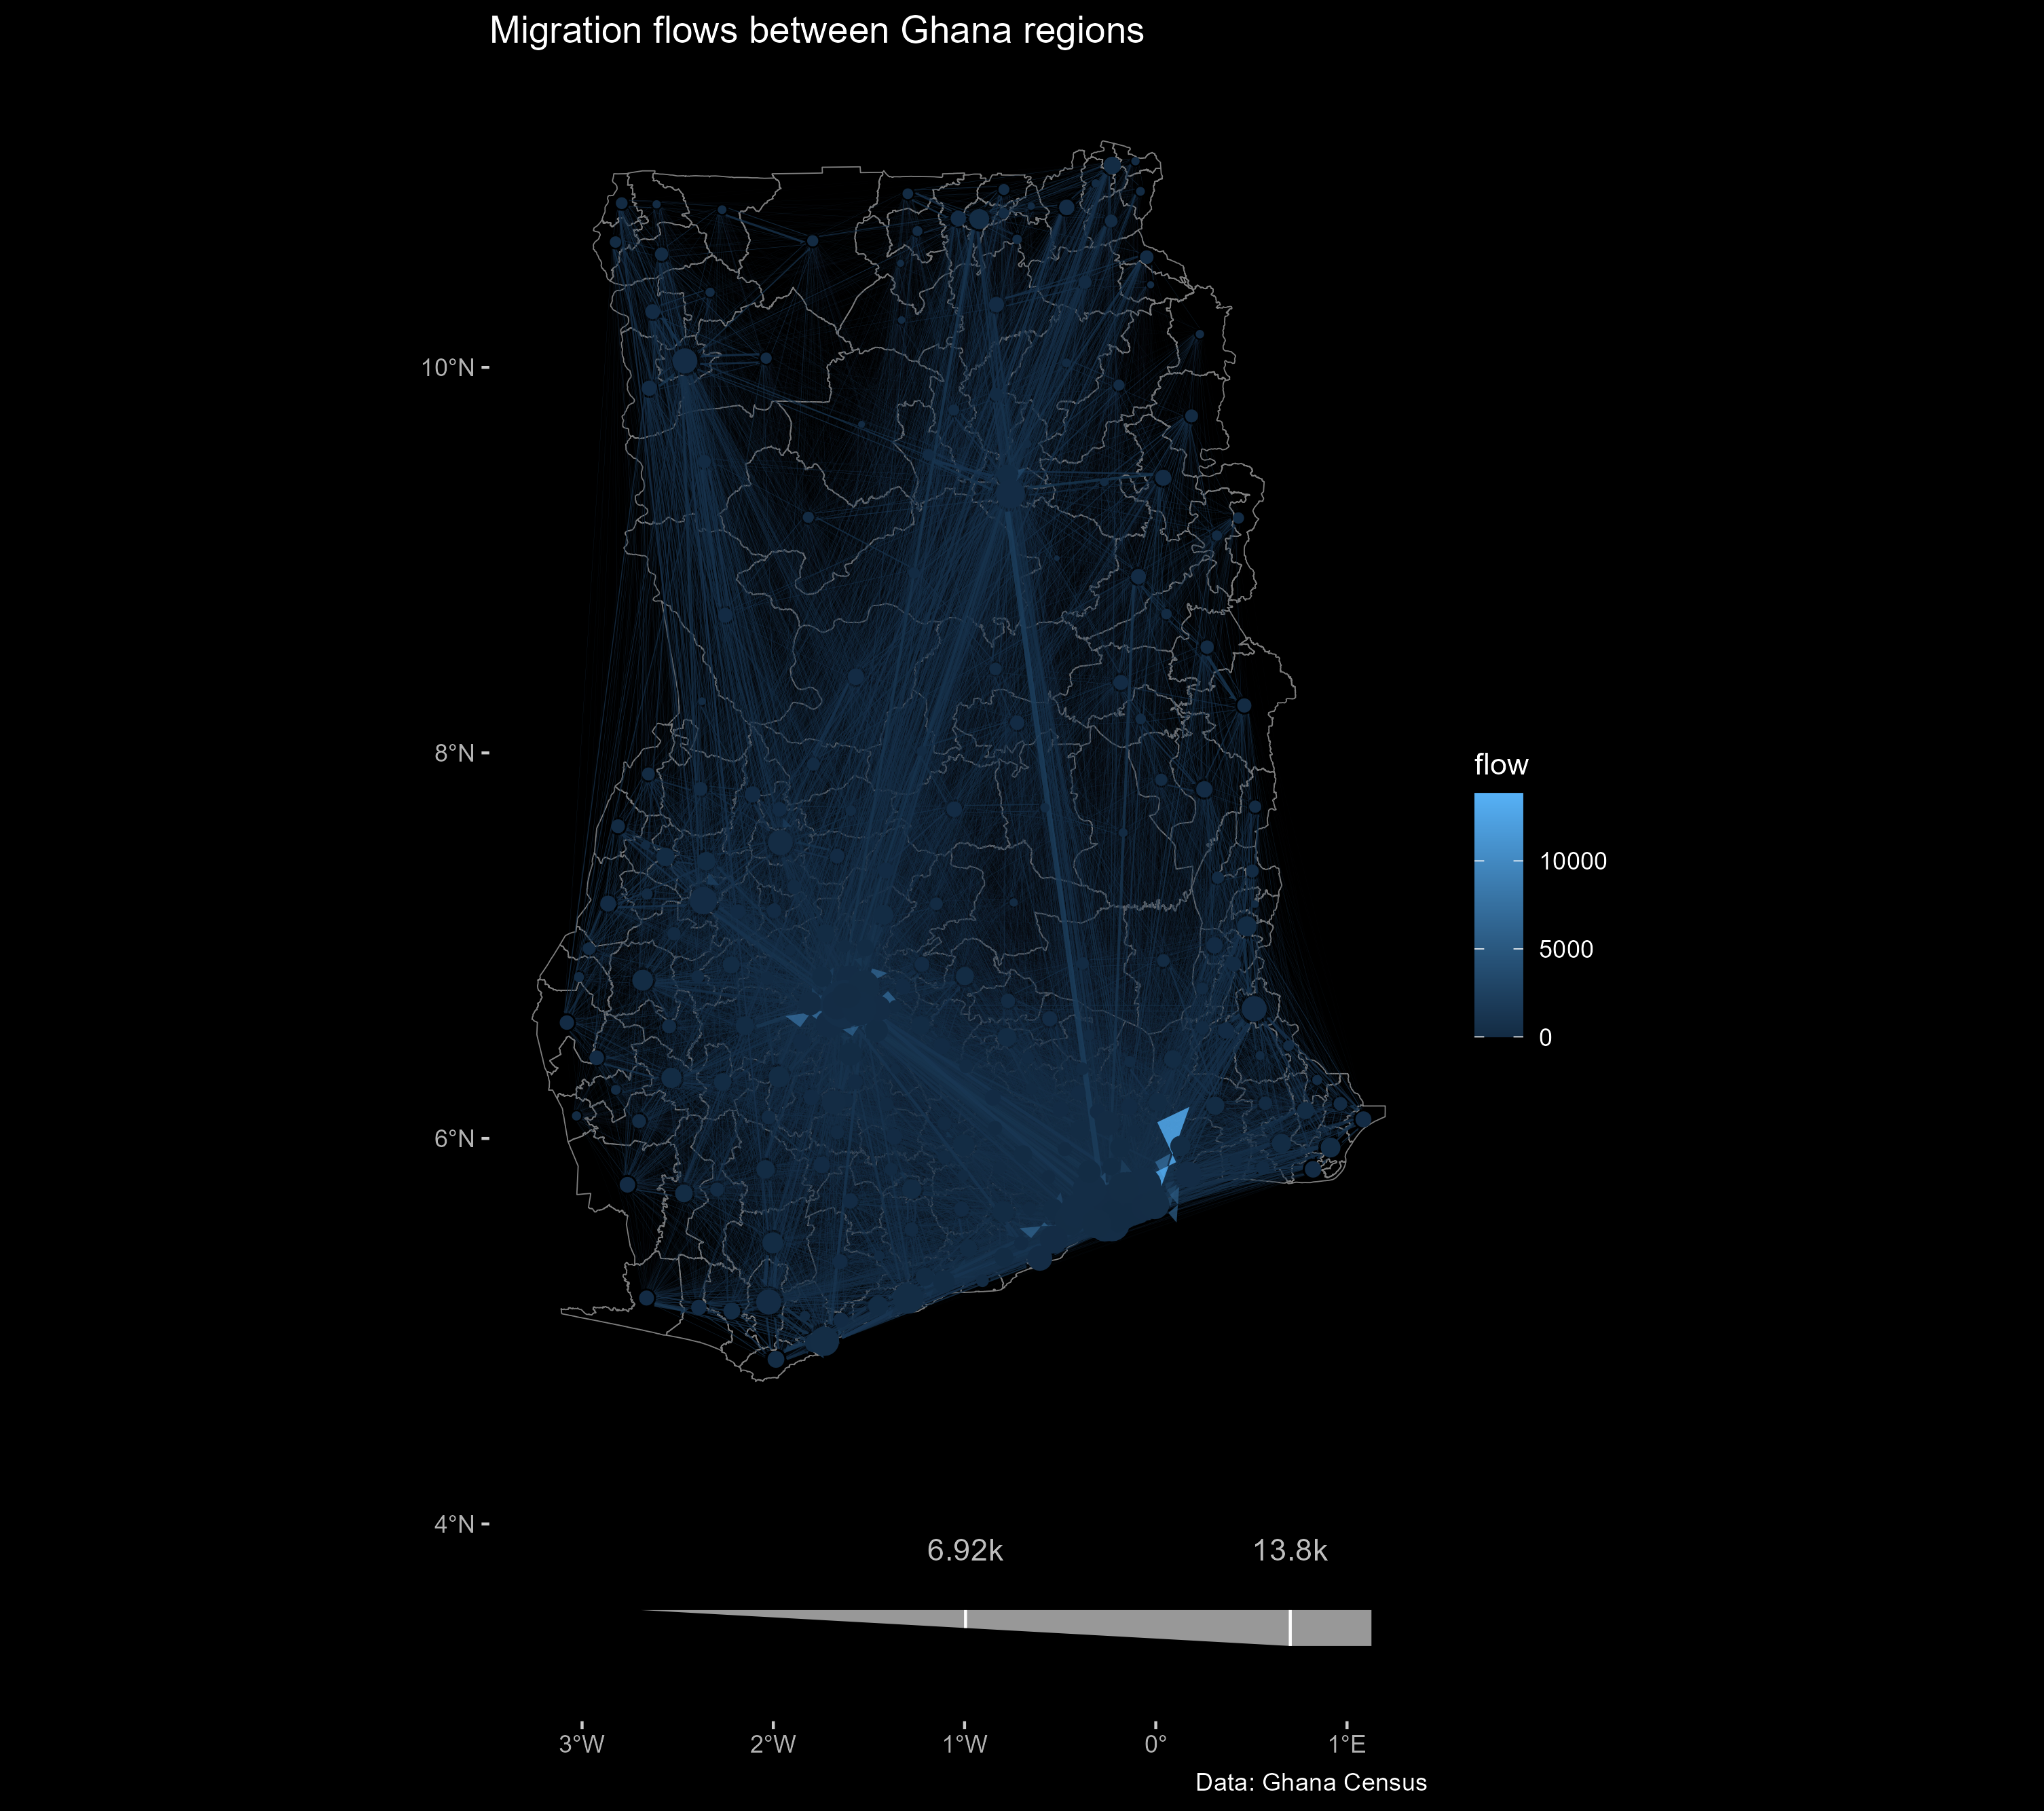 Migration flows between Ghana regions
10°N
8°N
6°N
4°N
flow
10000
5000
0
6.92k 13.8k
3°W 2°W 1°W 0° 1°E
Data: Ghana Census